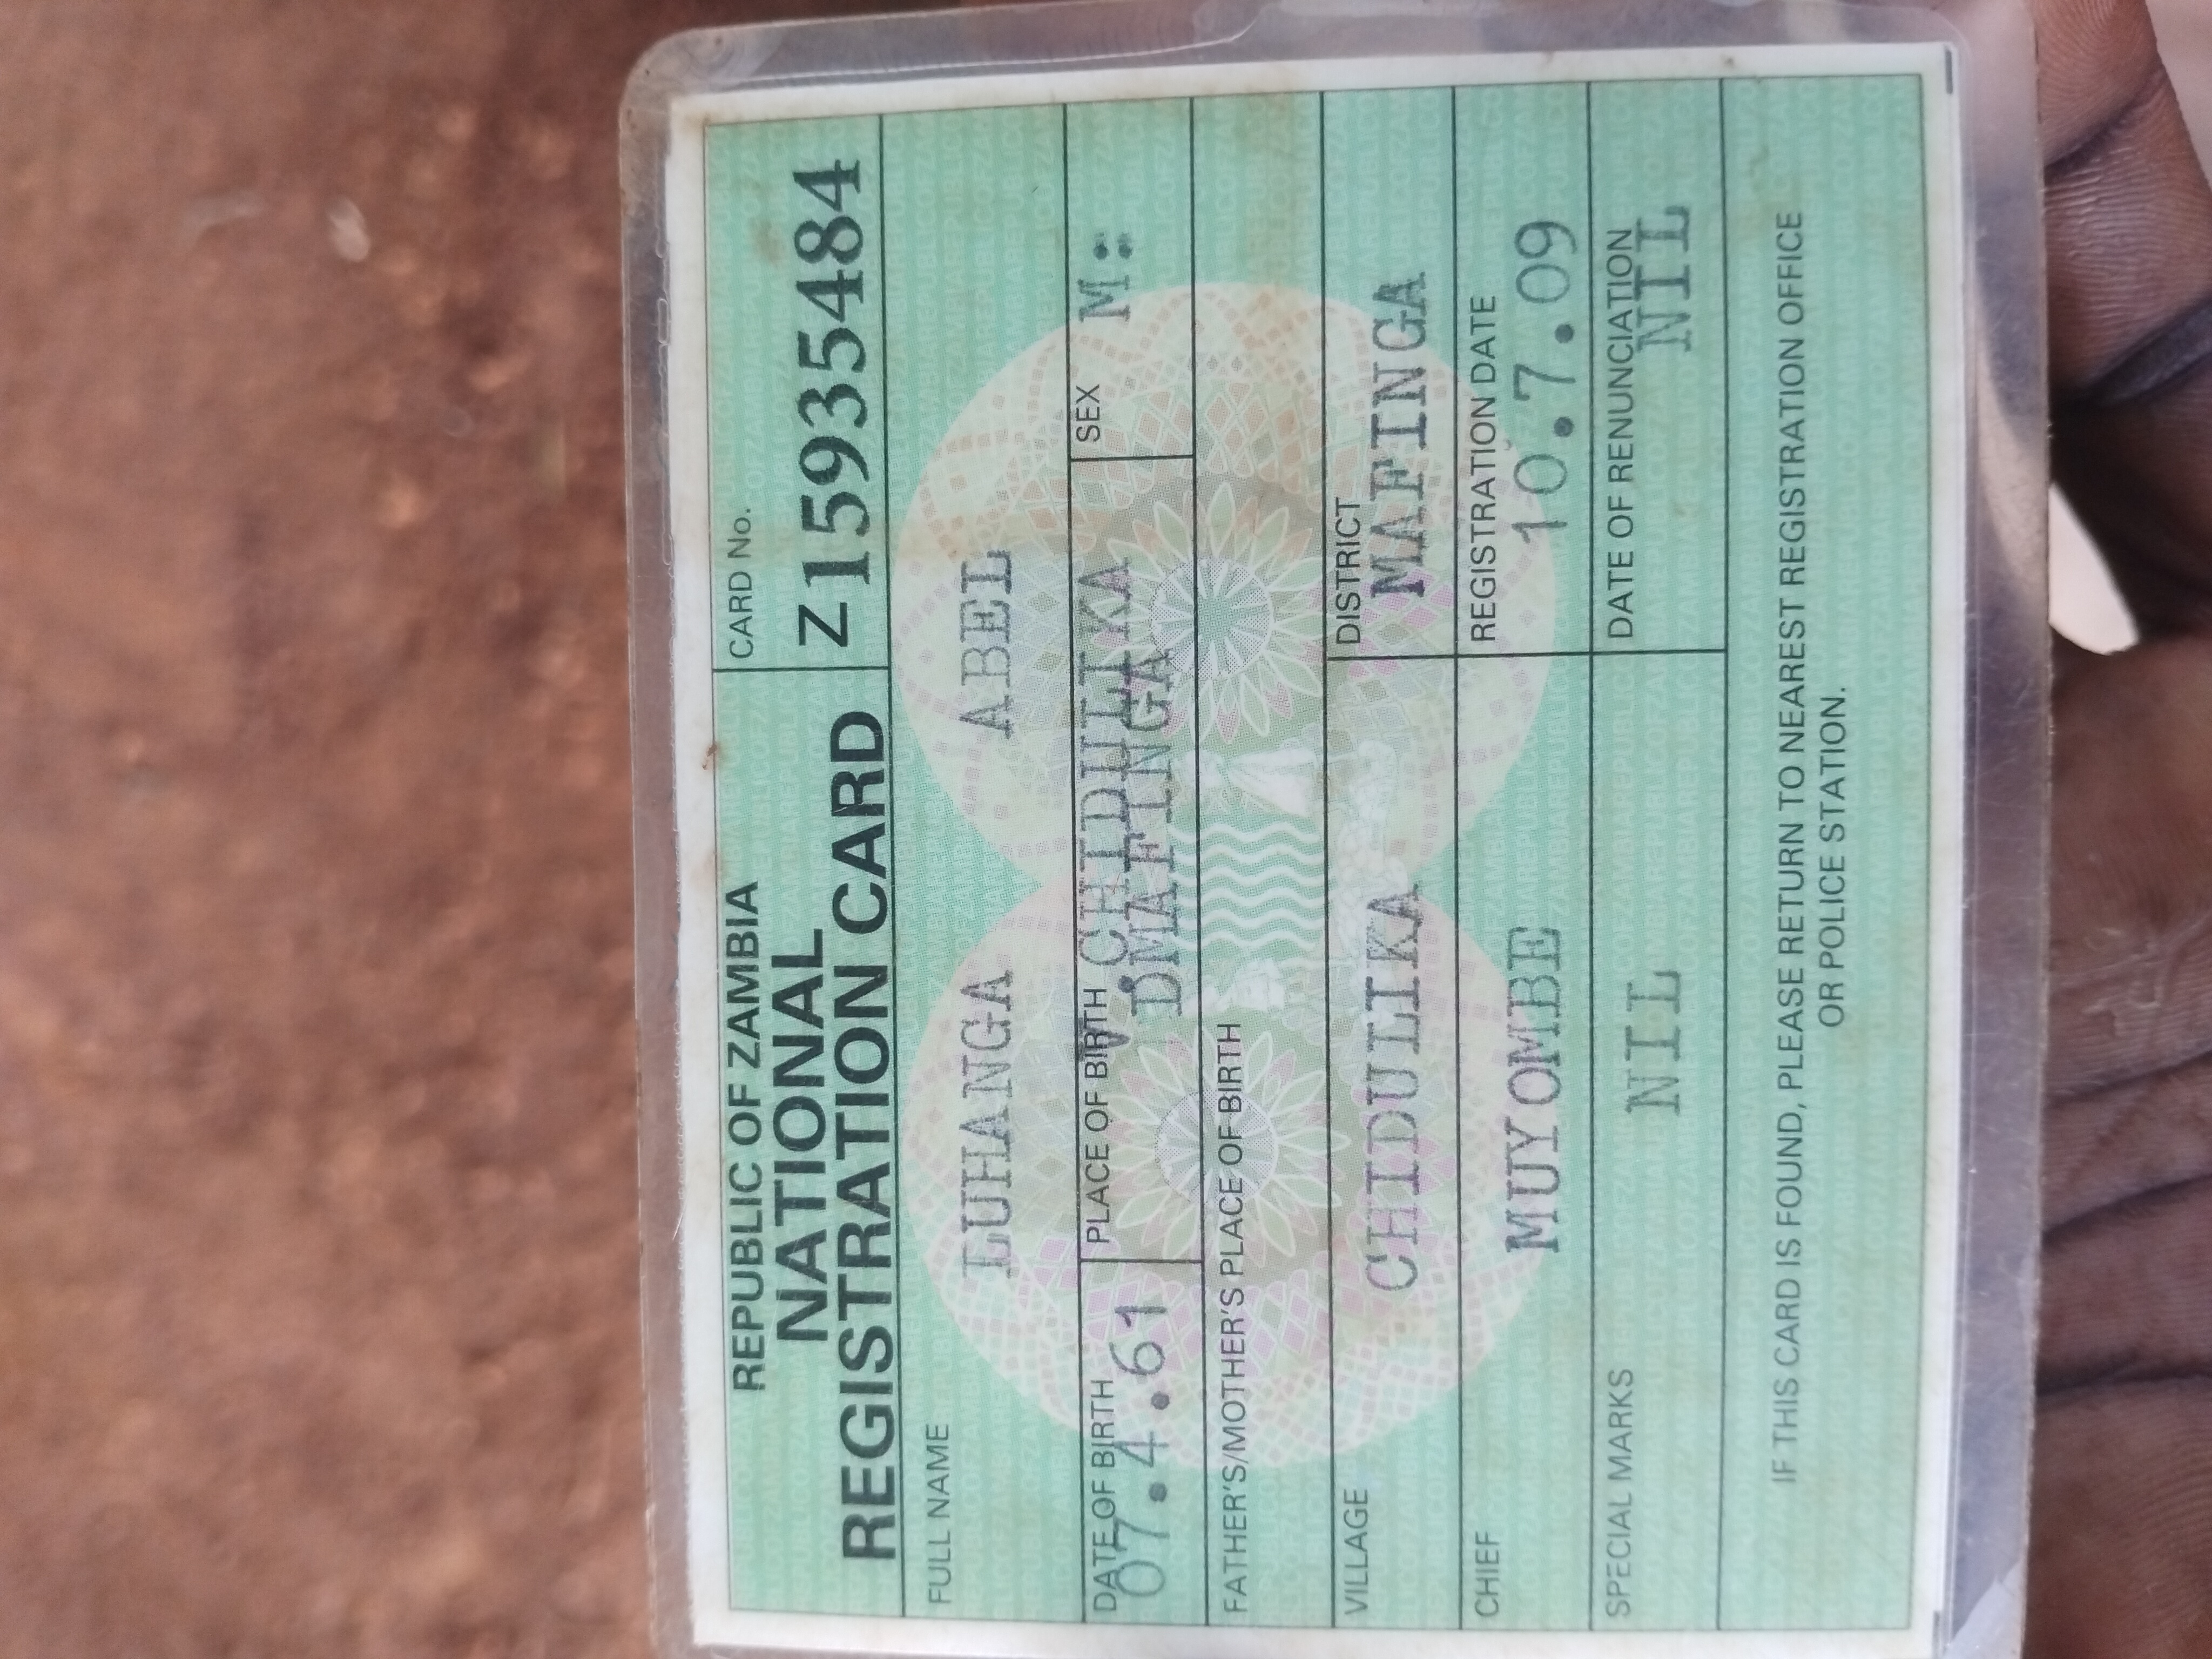 REPUBLIC OF ZAMBIA
NATIONAL
REGISTRATION CARD
CARD No.
Z 15935484
FULL NAME
LUHANGA ABEL
DATE OF BIRTH
07.4.61
PLACE OF BIRTH
V CHIDULIKA
D MAFINGA
SEX M:
FATHER'S/MOTHER'S PLACE OF BIRTH
VILLAGE
CHIDULIKA
DISTRICT
MAFINGA
CHIEF
MUYOMBE
REGISTRATION DATE
10.7.09
SPECIAL MARKS
NIL
DATE OF RENUNCIATION
NIL
IF THIS CARD IS FOUND, PLEASE RETURN TO NEAREST REGISTRATION OFFICE
OR POLICE STATION.